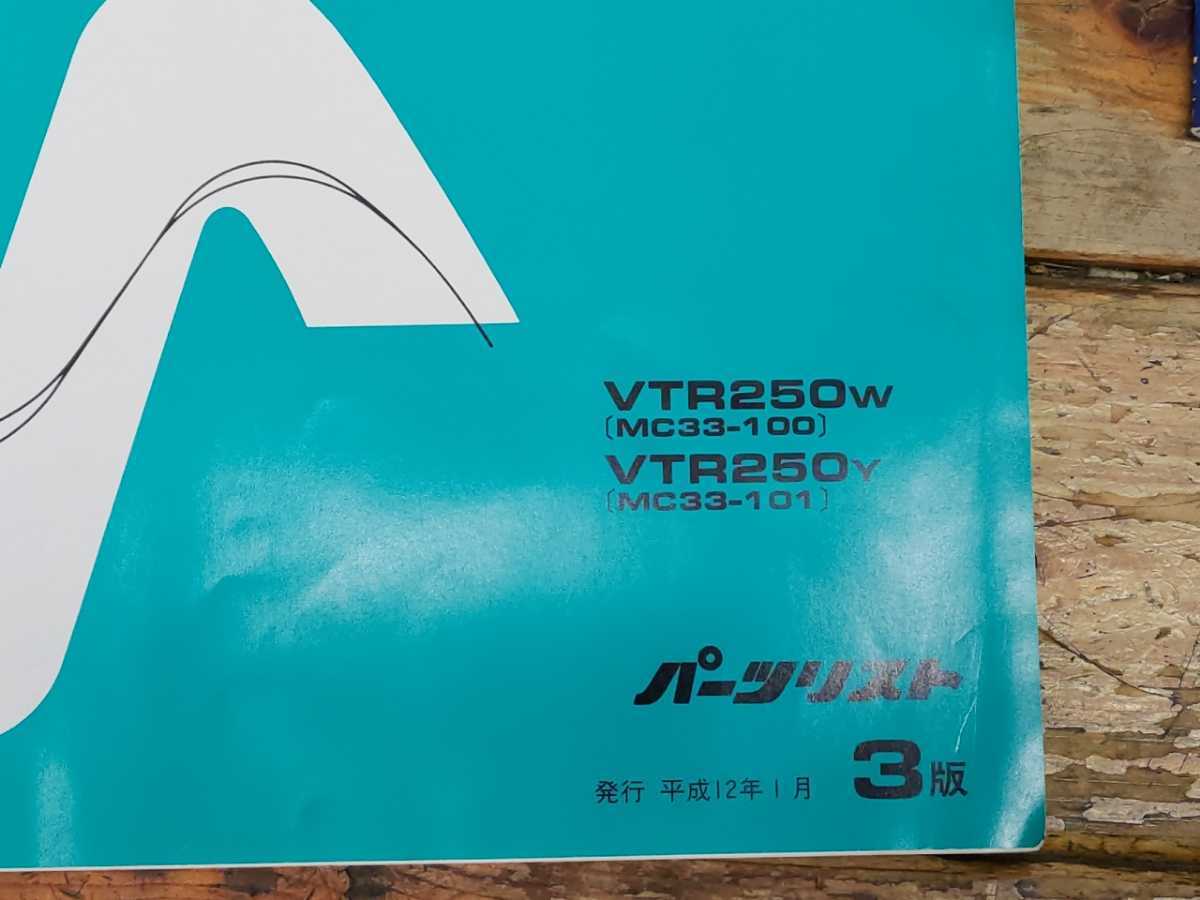 VTR250W
〔MC33-100〕
VTR250Y
〔MC33-101〕
パーツリスト
発行 平成12年1月 3版